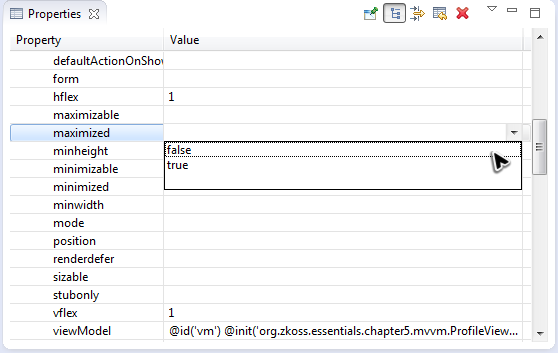 Properties
Property Value
defaultActionOnShow
form
hflex 1
maximizable
maximized
minheight false
minimizable true
minimized
minwidth
mode
position
renderdefer
sizable
stubonly
vflex 1
viewModel @id('vm') @init('org.zkoss.essentials.chapter5.mvvm.ProfileView...